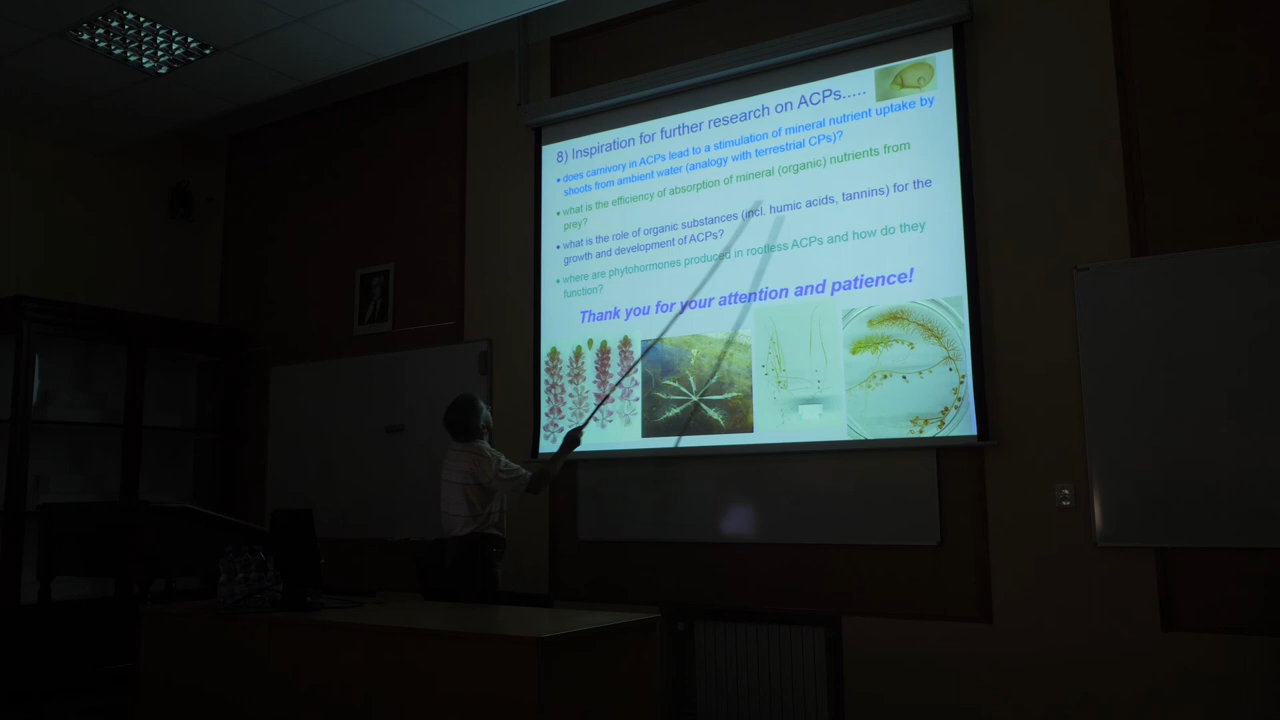 8) Inspiration for further research on ACPs.....
• does carnivory in ACPs lead to a stimulation of mineral nutrient uptake by
shoots from ambient water (analogy with terrestrial CPs)?
• what is the efficiency of absorption of mineral (organic) nutrients from
prey?
• what is the role of organic substances (incl. humic acids, tannins) for the
growth and development of ACPs?
• where are phytohormones produced in rootless ACPs and how do they
function?
Thank you for your attention and patience!